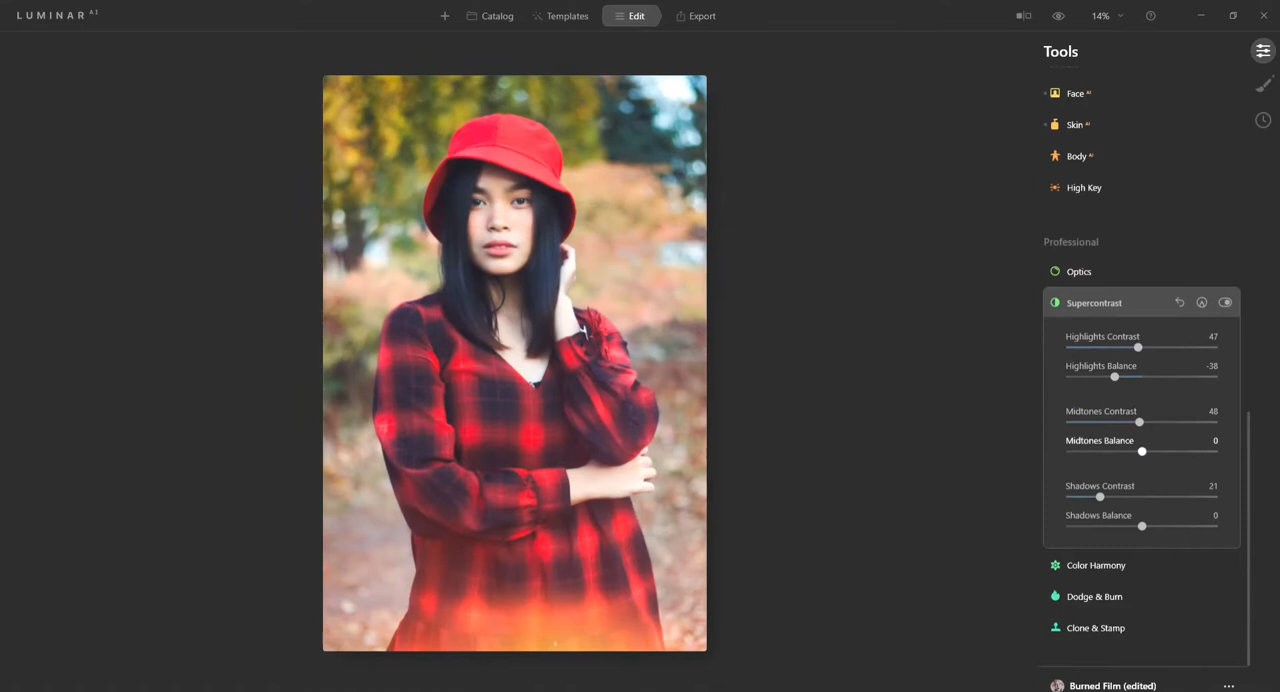 LUMINAR AI
Catalog
Templates
Edit
Export
14%
Tools
Face AI
Skin AI
Body AI
High Key
Professional
Optics
Supercontrast
Highlights Contrast 47
Highlights Balance -38
Midtones Contrast 48
Midtones Balance 0
Shadows Contrast 21
Shadows Balance 0
Color Harmony
Dodge & Burn
Clone & Stamp
Burned Film (edited)